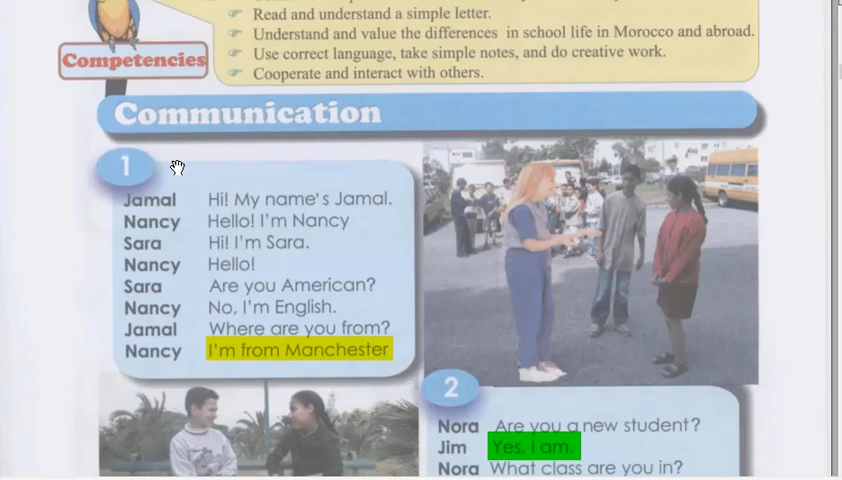 Read and understand a simple letter.
Understand and value the differences in school life in Morocco and abroad.
Use correct language, take simple notes, and do creative work.
Cooperate and interact with others.
Competencies
Communication
1
Jamal Hi! My name's Jamal.
Nancy Hello! I'm Nancy
Sara Hi! I'm Sara.
Nancy Hello!
Sara Are you American?
Nancy No, I'm English.
Jamal Where are you from?
Nancy I'm from Manchester
2
Nora Are you a new student?
Jim Yes, I am.
Nora What class are you in?